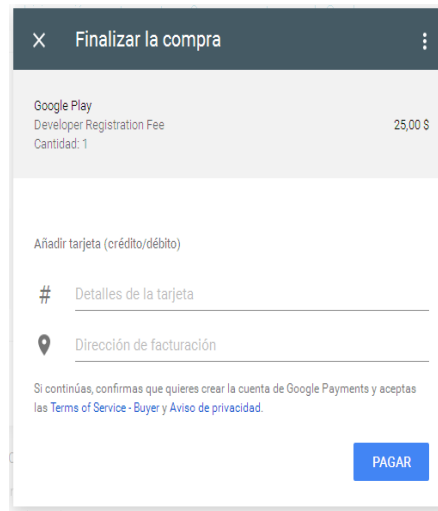 Finalizar la compra
Google Play
Developer Registration Fee
25,00 $
Cantidad: 1
Añadir tarjeta (crédito/débito)
# Detalles de la tarjeta
Dirección de facturación
Si continúas, confirmas que quieres crear la cuenta de Google Payments y aceptas
las Terms of Service - Buyer y Aviso de privacidad.
PAGAR